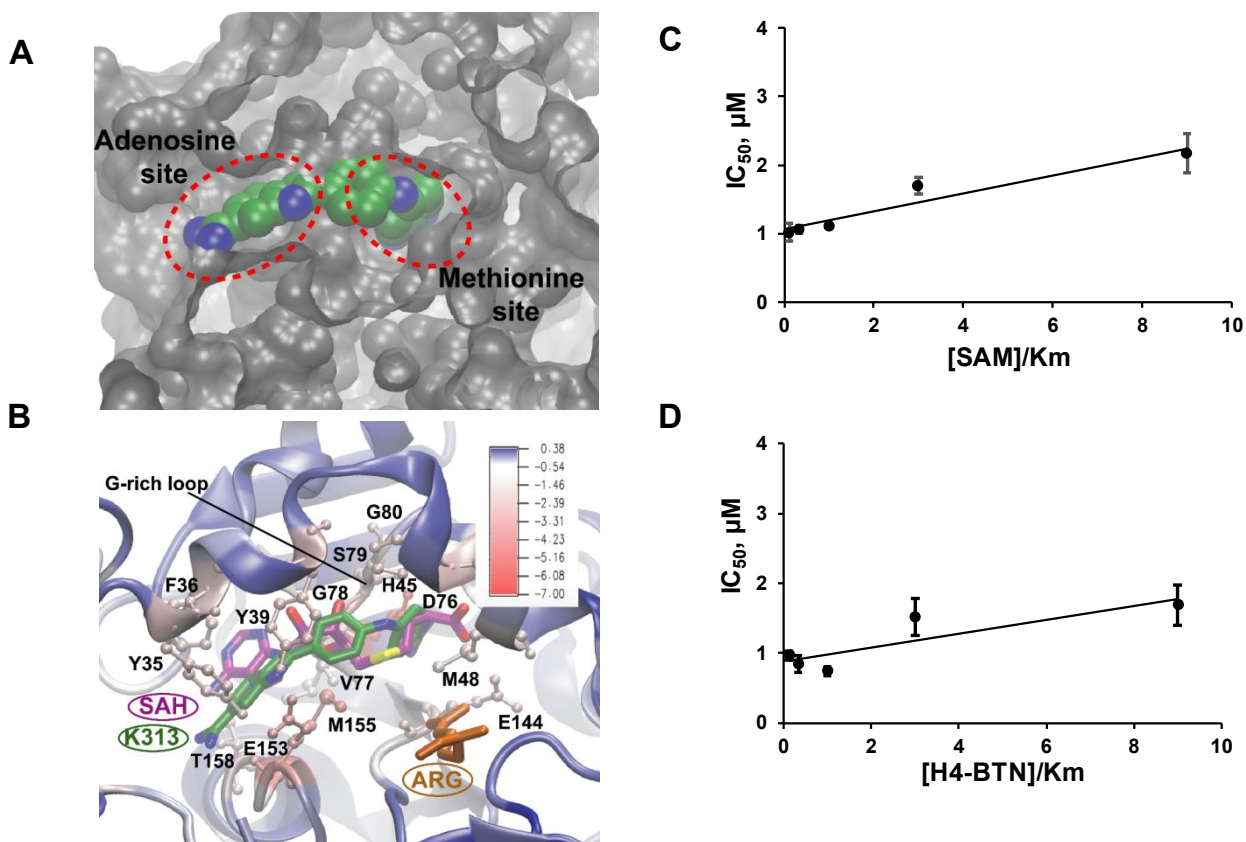 A
Adenosine
site
Methionine
site
B
G-rich loop
0.38
-0.54
-1.46
-2.39
-3.31
-4.23
-5.16
-6.08
-7.00
G80
S79
F36
H45
G78
D76
Y39
Y35
V77
M48
SAH
M155
E144
K313
T158
E153
ARG
C
4
3
2
1
0
IC50, µM
0
2
4
6
8
10
[SAM]/Km
D
4
3
2
1
0
IC50, µM
0
2
4
6
8
10
[H4-BTN]/Km